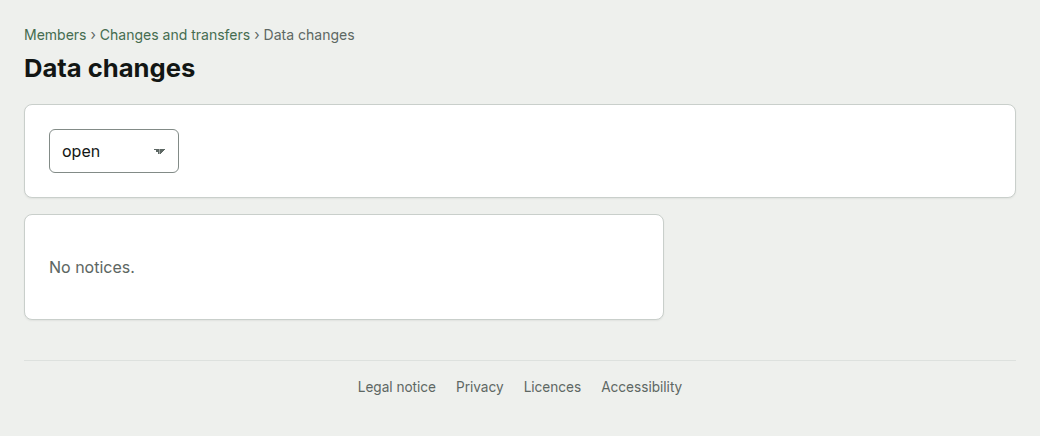 Members › Changes and transfers › Data changes
Data changes
open
No notices.
Legal notice Privacy Licences Accessibility